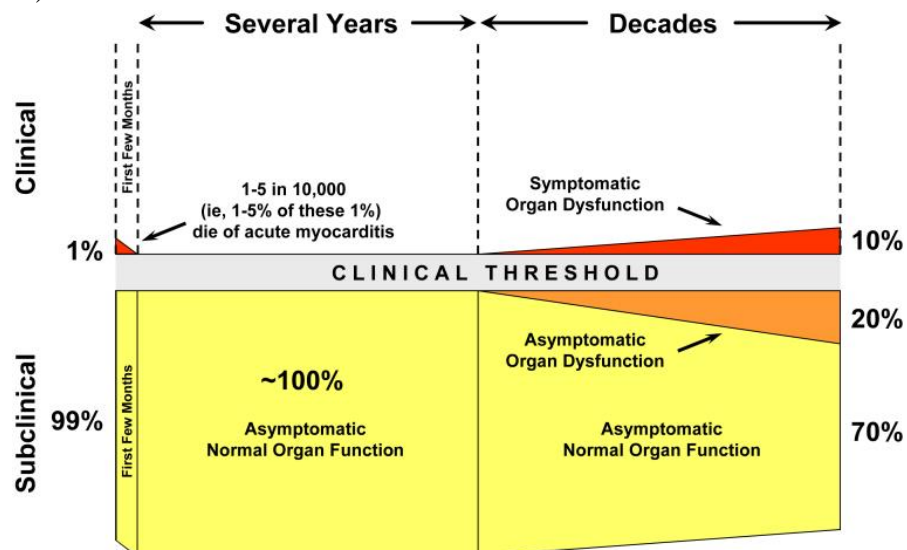 Several Years
Decades
Clinical
First Few Months
1-5 in 10,000
(ie, 1-5% of these 1%)
die of acute myocarditis
Symptomatic
Organ Dysfunction
1%
10%
CLINICAL THRESHOLD
20%
Asymptomatic
Organ Dysfunction
Subclinical
99%
First Few Months
~100%
Asymptomatic
Normal Organ Function
Asymptomatic
Normal Organ Function
70%